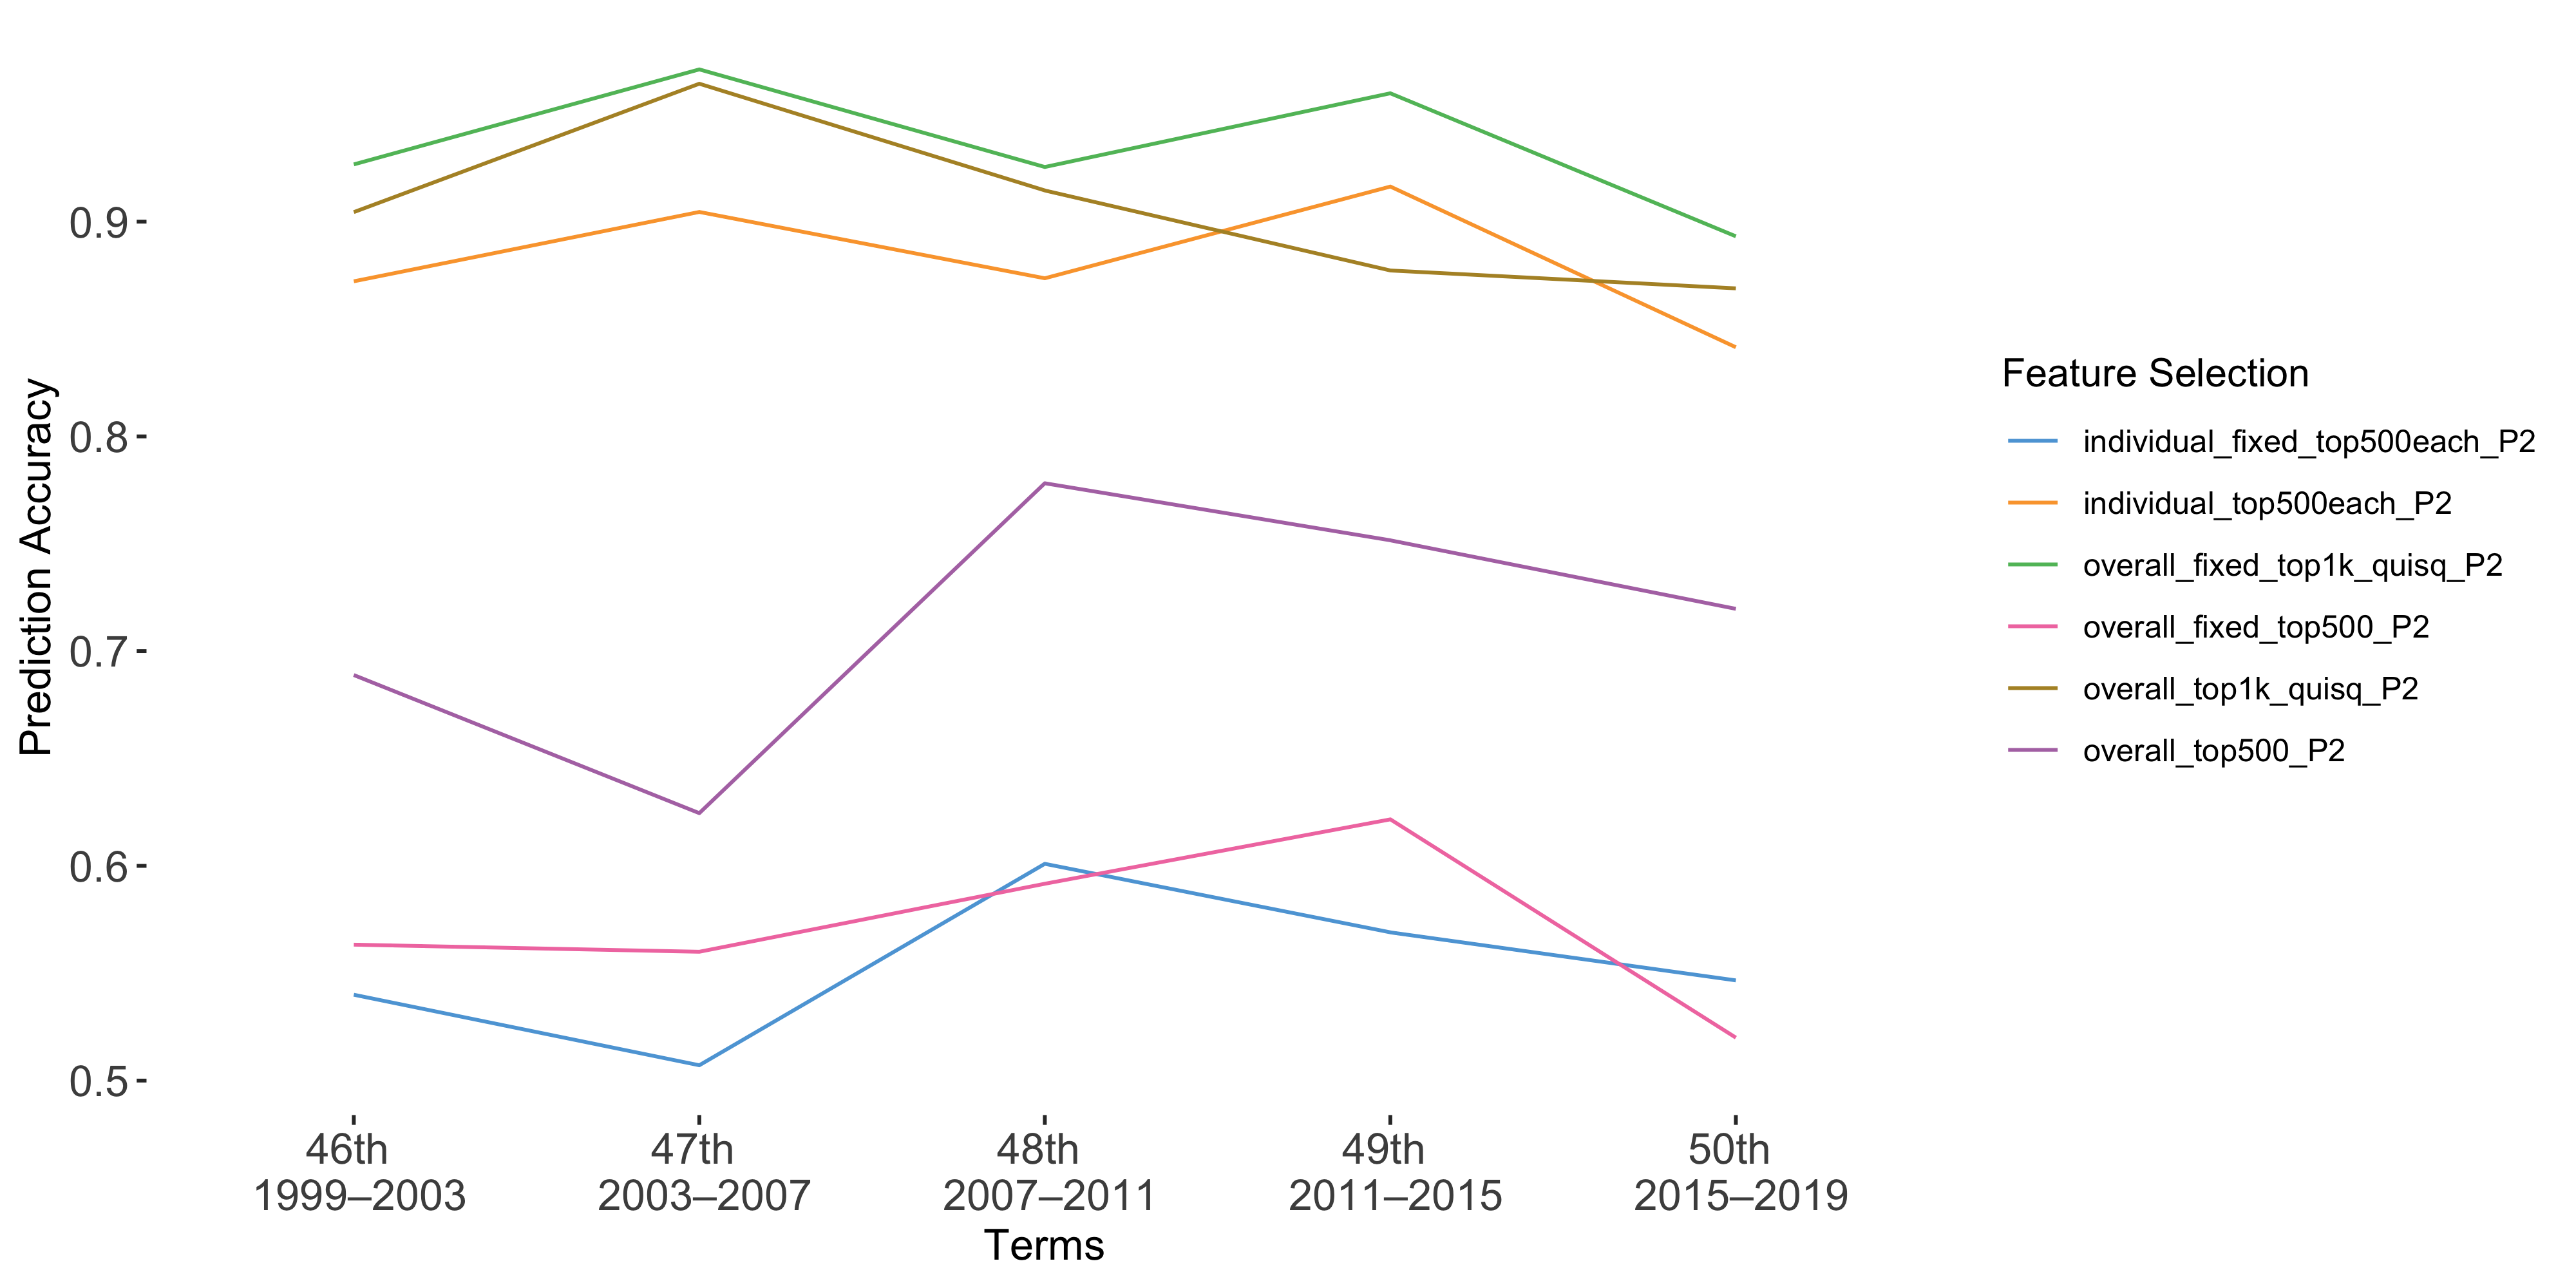 Prediction Accuracy
0.9
0.8
0.7
0.6
0.5
46th
1999–2003
47th
2003–2007
48th
2007–2011
49th
2011–2015
50th
2015–2019
Terms
Feature Selection
individual_fixed_top500each_P2
individual_top500each_P2
overall_fixed_top1k_quisq_P2
overall_fixed_top500_P2
overall_top1k_quisq_P2
overall_top500_P2